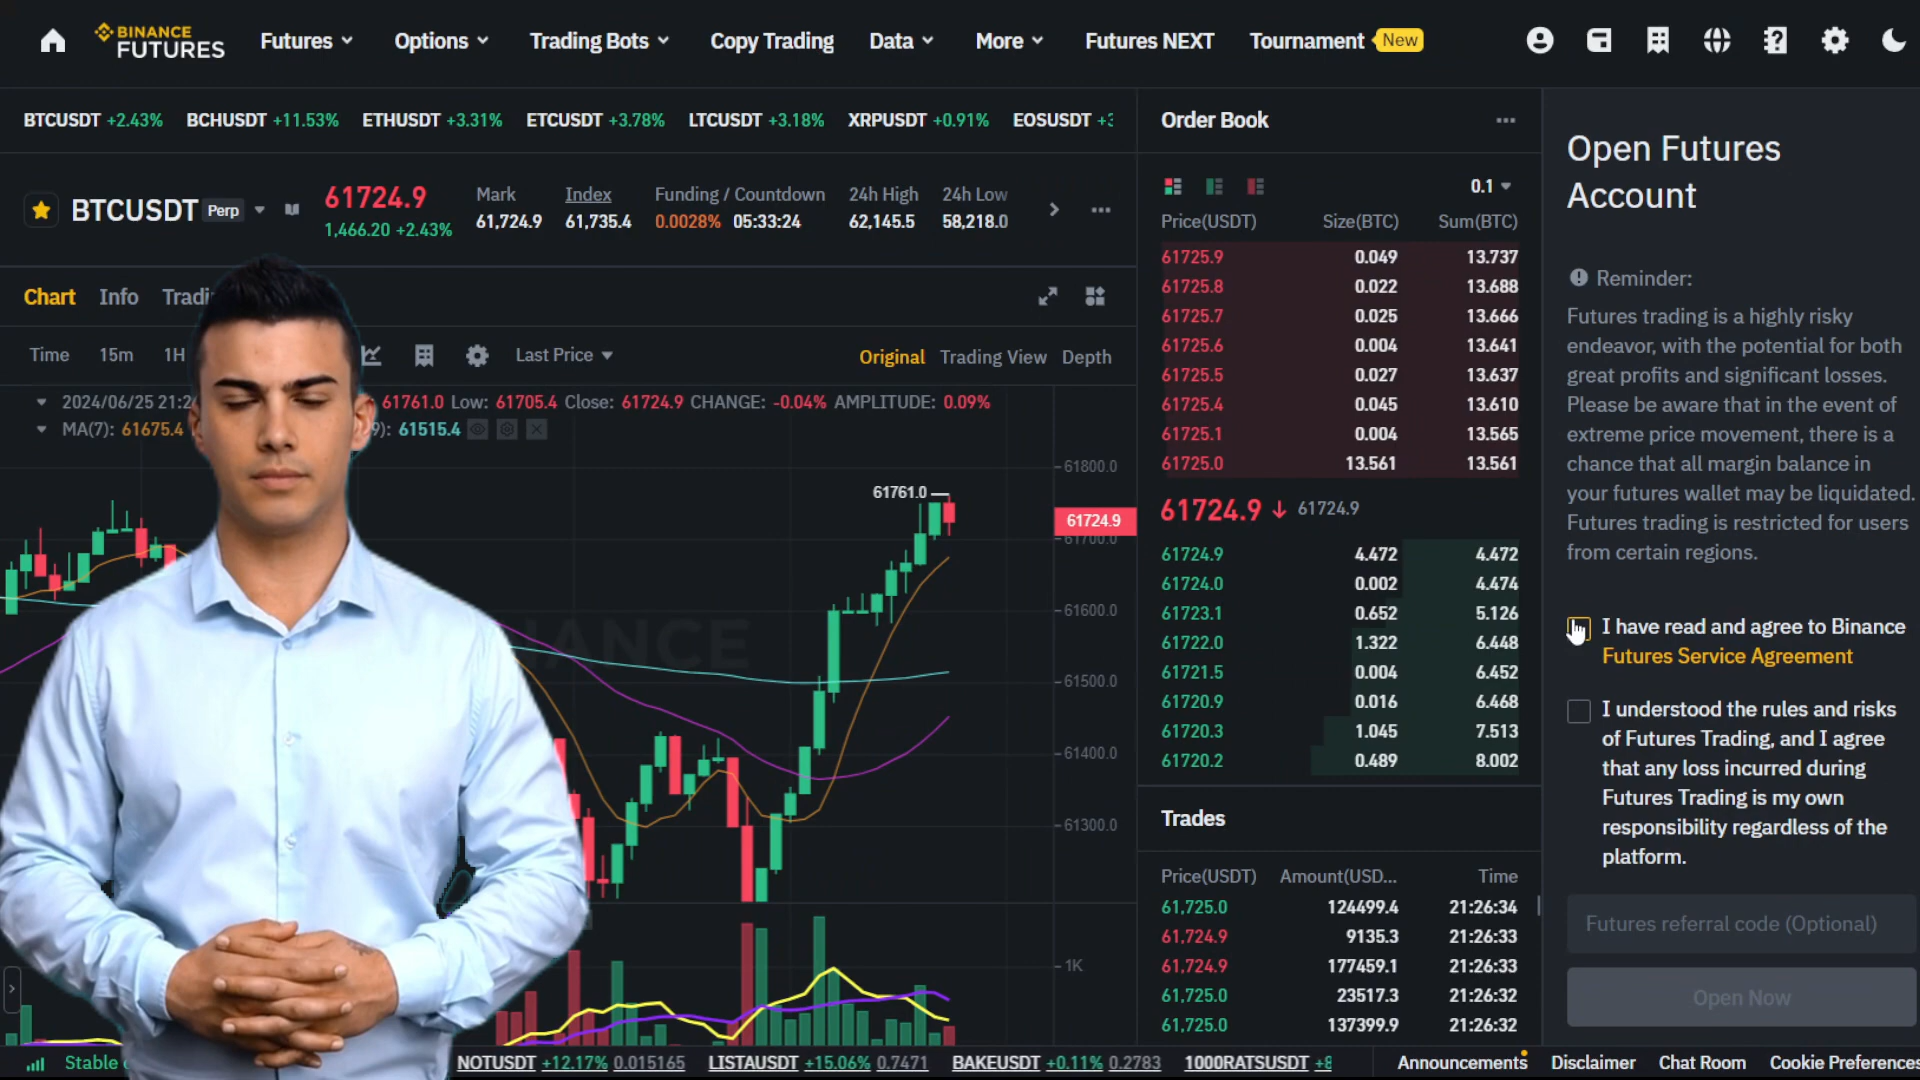 BINANCE
FUTURES
Futures
Options
Trading Bots
Copy Trading
Data
More
Futures NEXT
Tournament
New
BTCUSDT +2.43% BCHUSDT +11.53% ETHUSDT +3.31% ETCUSDT +3.78% LTCUSDT +3.18% XRPUSDT +0.91% EOSUSDT
BTCUSDT Perp
61724.9
1,466.20 +2.43%
Mark
61,724.9
Index
61,735.4
Funding / Countdown
0.0028% 05:33:24
24h High
62,145.5
24h Low
58,218.0
Chart Info
Time 15m 1H
Last Price
Original Trading View Depth
2024/06/25 61761.0 Low: 61705.4 Close: 61724.9 CHANGE: -0.04% AMPLITUDE: 0.09%
MA(7): 61675.4 61515.4
61761.0
61800.0
61724.9
61700.0
61600.0
61500.0
61400.0
61300.0
1K
Order Book
0.1
Price(USDT) Size(BTC) Sum(BTC)
61725.9 0.049 13.737
61725.8 0.022 13.688
61725.7 0.025 13.666
61725.6 0.004 13.641
61725.5 0.027 13.637
61725.4 0.045 13.610
61725.1 0.004 13.565
61725.0 13.561 13.561
61724.9 ↓ 61724.9
61724.9 4.472 4.472
61724.0 0.002 4.474
61723.1 0.652 5.126
61722.0 1.322 6.448
61721.5 0.004 6.452
61720.9 0.016 6.468
61720.3 1.045 7.513
61720.2 0.489 8.002
Trades
Price(USDT) Amount(USD... Time
61,725.0 124499.4 21:26:34
61,724.9 9135.3 21:26:33
61,724.9 177459.1 21:26:33
61,725.0 23517.3 21:26:32
61,725.0 137399.9 21:26:32
Open Futures
Account
Reminder:
Futures trading is a highly risky
endeavor, with the potential for both
great profits and significant losses.
Please be aware that in the event of
extreme price movement, there is a
chance that all margin balance in
your futures wallet may be liquidated.
Futures trading is restricted for users
from certain regions.
I have read and agree to Binance
Futures Service Agreement
I understood the rules and risks
of Futures Trading, and I agree
that any loss incurred during
Futures Trading is my own
responsibility regardless of the
platform.
Futures referral code (Optional)
Open Now
Stable
NOTUSDT +12.17% 0.015165 LISTAUSDT +15.06% 0.7471 BAKEUSDT +0.11% 0.2783 1000RATSUSDT
Announcements Disclaimer Chat Room Cookie Preferences